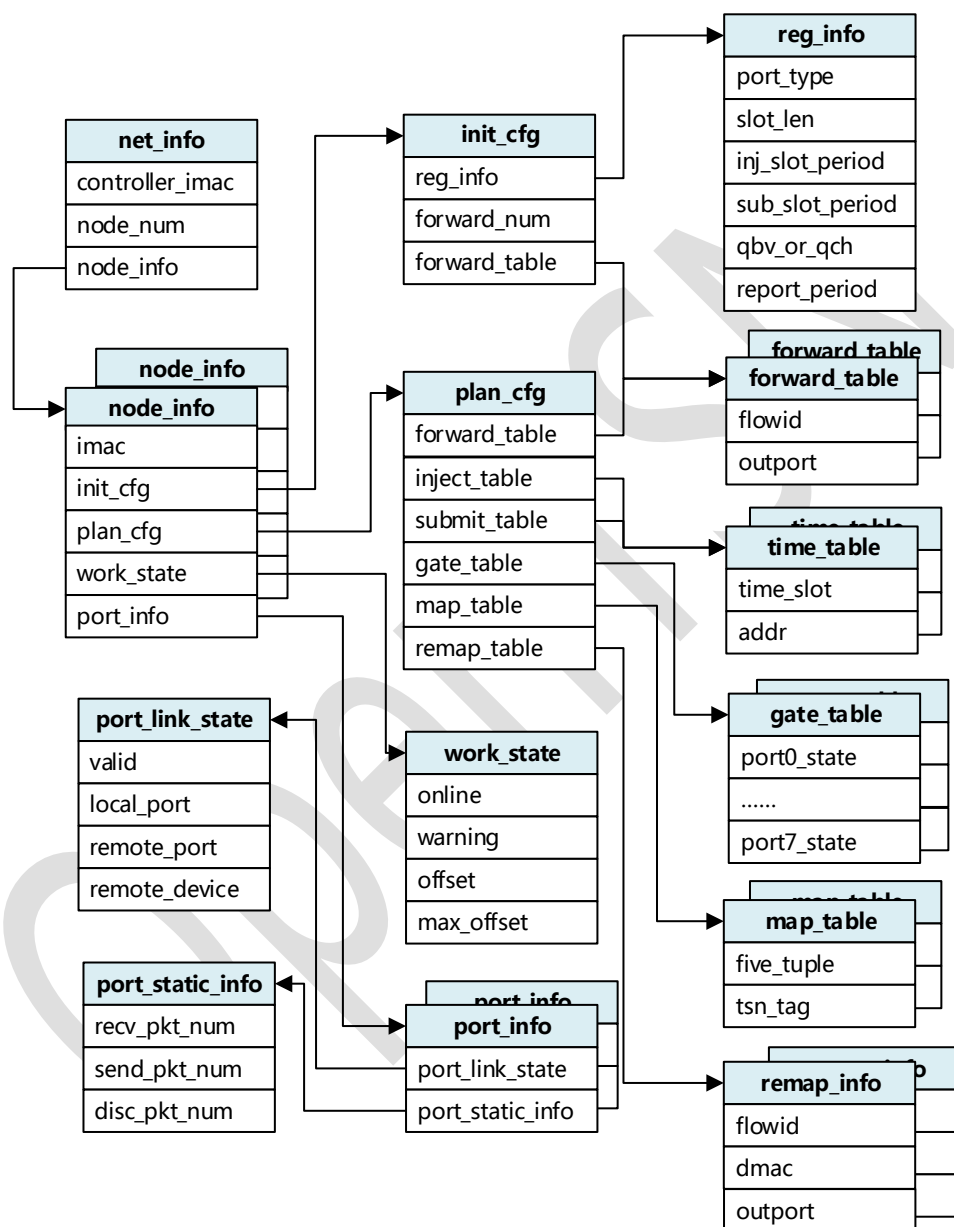 net_info
controller_imac
node_num
node_info
node_info
node_info
imac
init_cfg
plan_cfg
work_state
port_info
port_link_state
valid
local_port
remote_port
remote_device
port_static_info
recv_pkt_num
send_pkt_num
disc_pkt_num
init_cfg
reg_info
forward_num
forward_table
plan_cfg
forward_table
inject_table
submit_table
gate_table
map_table
remap_table
work_state
online
warning
offset
max_offset
port_info
port_info
port_link_state
port_static_info
reg_info
port_type
slot_len
inj_slot_period
sub_slot_period
qbv_or_qch
report_period
forward_table
forward_table
flowid
outport
time_table
time_table
time_slot
addr
gate_table
port0_state
......
port7_state
map_table
map_table
five_tuple
tsn_tag
remap_info
flowid
dmac
outport